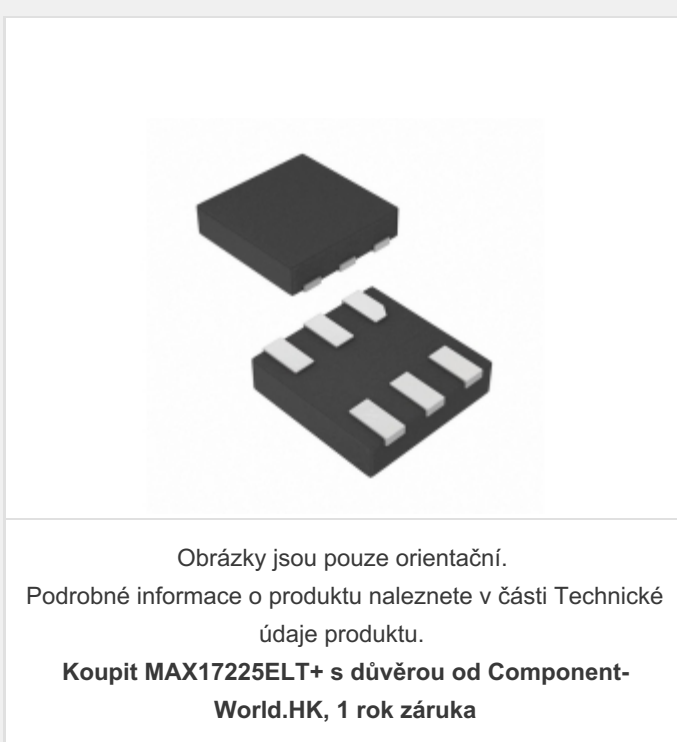 Obrázky jsou pouze orientační.
Podrobné informace o produktu naleznete v části Technické
údaje produktu.
Koupit MAX17225ELT+ s důvěrou od Component-
World.HK, 1 rok záruka